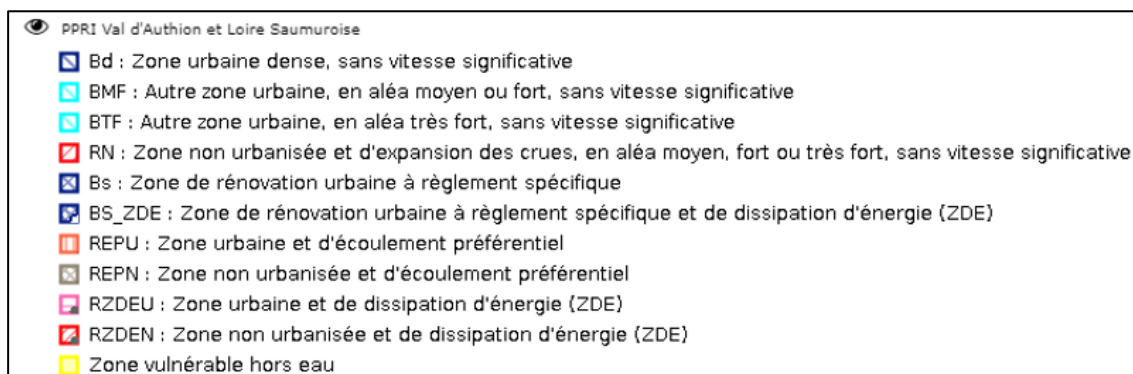 PPRI Val d'Authion et Loire Saumuroise
Bd : Zone urbaine dense, sans vitesse significative
BMF : Autre zone urbaine, en aléa moyen ou fort, sans vitesse significative
BTF : Autre zone urbaine, en aléa très fort, sans vitesse significative
RN : Zone non urbanisée et d'expansion des crues, en aléa moyen, fort ou très fort, sans vitesse significative
Bs : Zone de rénovation urbaine à règlement spécifique
BS_ZDE : Zone de rénovation urbaine à règlement spécifique et de dissipation d'énergie (ZDE)
REPU : Zone urbaine et d'écoulement préférentiel
REPN : Zone non urbanisée et d'écoulement préférentiel
RZDEU : Zone urbaine et de dissipation d'énergie (ZDE)
RZDEN : Zone non urbanisée et de dissipation d'énergie (ZDE)
Zone vulnérable hors eau